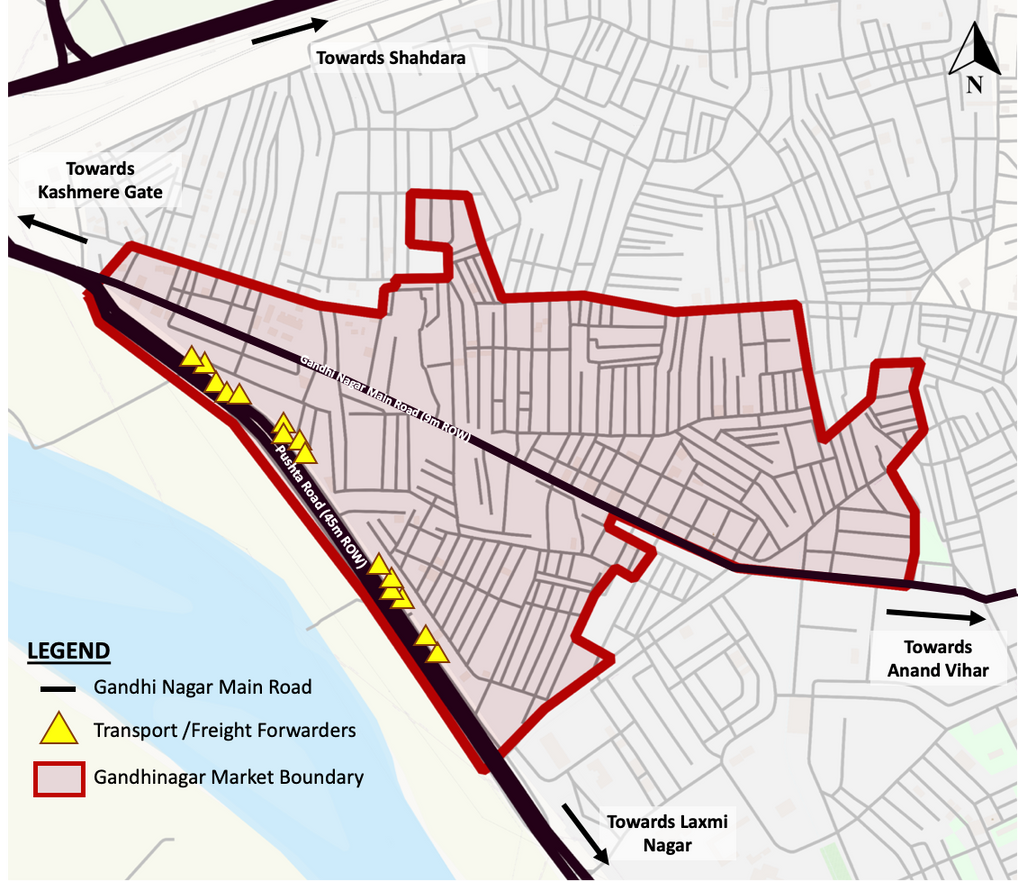 Towards Shahdara
N
Towards
Kashmere Gate
Gandhi Nagar Main Road (9m ROW)
Pushta Road (45m ROW)
Towards
Anand Vihar
LEGEND
Gandhi Nagar Main Road
Transport /Freight Forwarders
Gandhinagar Market Boundary
Towards Laxmi
Nagar